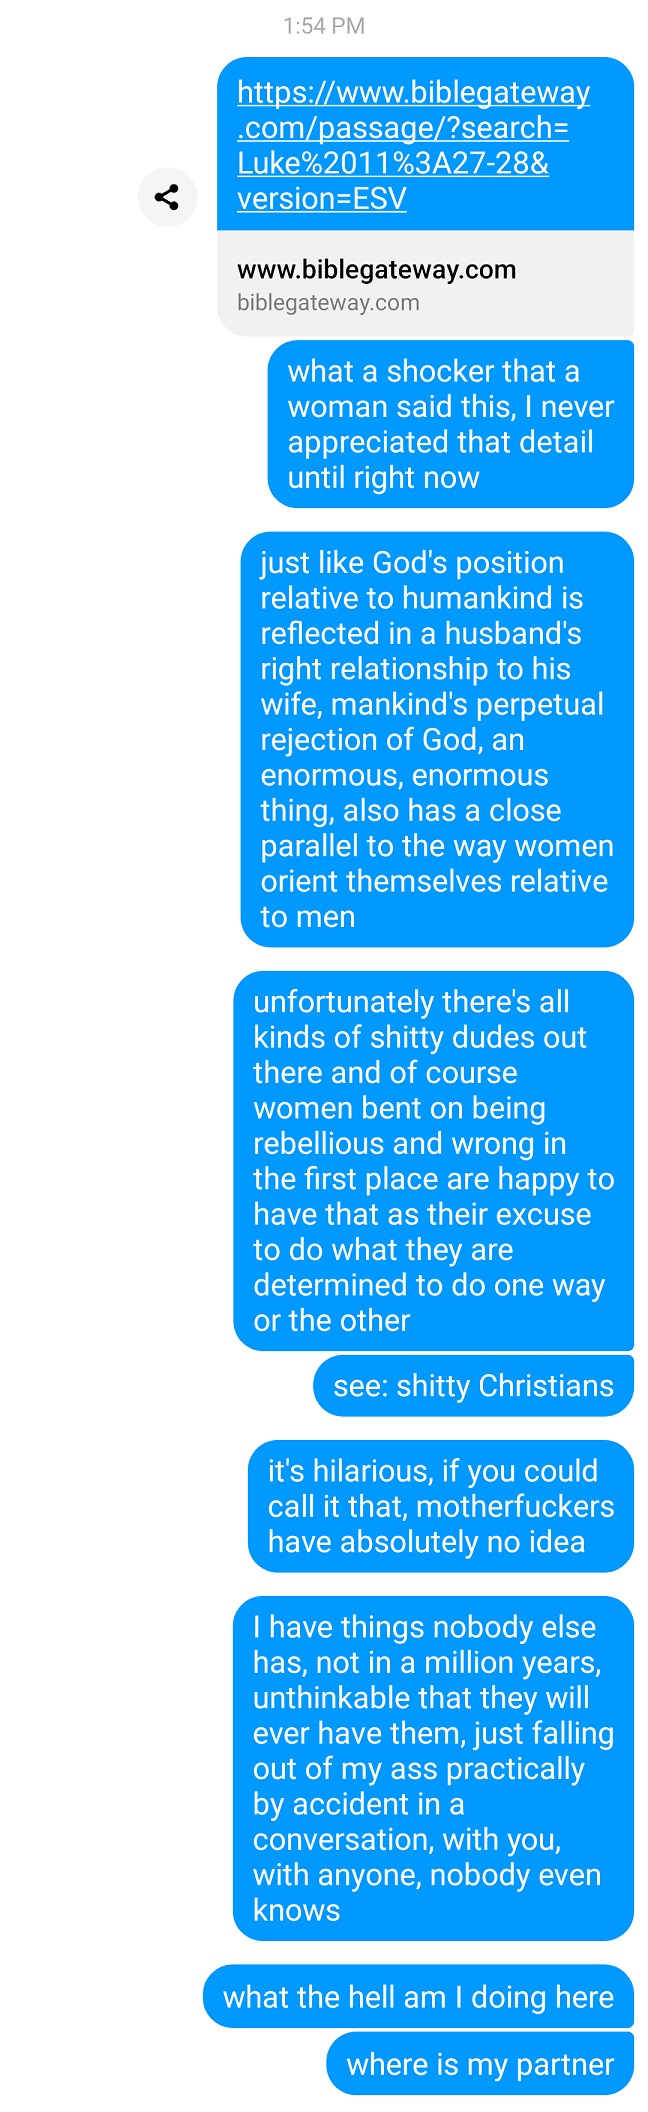 1:54 PM
https://www.biblegateway
.com/passage/?search=
Luke%2011%3A27-28&
version=ESV
www.biblegateway.com
biblegateway.com
what a shocker that a
woman said this, I never
appreciated that detail
until right now
just like God's position
relative to humankind is
reflected in a husband's
right relationship to his
wife, mankind's perpetual
rejection of God, an
enormous, enormous
thing, also has a close
parallel to the way women
orient themselves relative
to men
unfortunately there's all
kinds of shitty dudes out
there and of course
women bent on being
rebellious and wrong in
the first place are happy to
have that as their excuse
to do what they are
determined to do one way
or the other
see: shitty Christians
it's hilarious, if you could
call it that, motherfuckers
have absolutely no idea
I have things nobody else
has, not in a million years,
unthinkable that they will
ever have them, just falling
out of my ass practically
by accident in a
conversation, with you,
with anyone, nobody even
knows
what the hell am I doing here
where is my partner